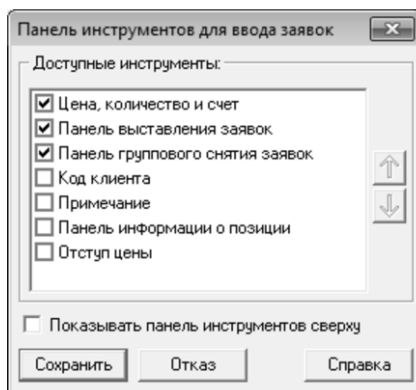 Панель инструментов для ввода заявок
Доступные инструменты:
Цена, количество и счет
Панель выставления заявок
Панель группового снятия заявок
Код клиента
Примечание
Панель информации о позиции
Отступ цены
Показывать панель инструментов сверху
Сохранить Отказ Справка